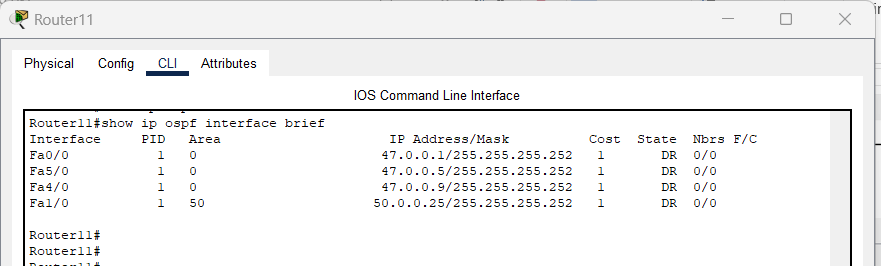 Router11
Physical Config CLI Attributes
IOS Command Line Interface
Router11#show ip ospf interface brief
Interface PID Area IP Address/Mask Cost State Nbrs F/C
Fa0/0 1 0 47.0.0.1/255.255.255.252 1 DR 0/0
Fa5/0 1 0 47.0.0.5/255.255.255.252 1 DR 0/0
Fa4/0 1 0 47.0.0.9/255.255.255.252 1 DR 0/0
Fa1/0 1 50 50.0.0.25/255.255.255.252 1 DR 0/0
Router11#
Router11#